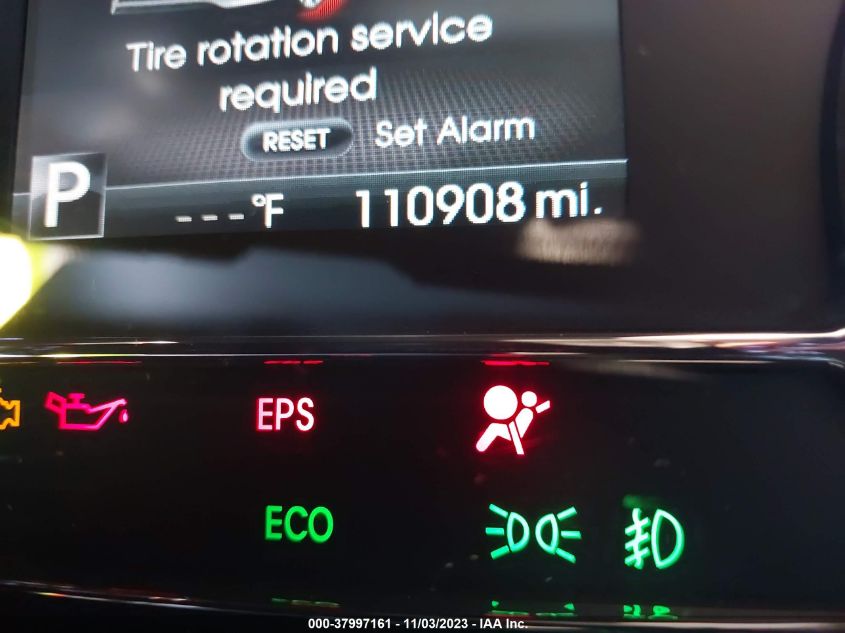 Tire rotation service
required
RESET Set Alarm
P
---°F 110908 mi.
EPS
ECO
000-37997161 - 11/03/2023 - IAA Inc.